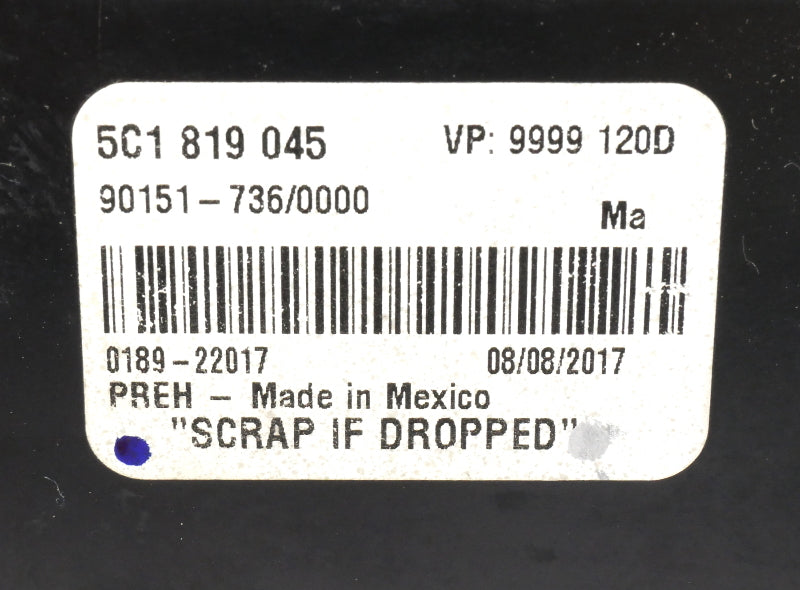 5C1 819 045 VP: 9999 120D
90151-736/0000
Ma
0189-22017 08/08/2017
PREH - Made in Mexico
"SCRAP IF DROPPED"